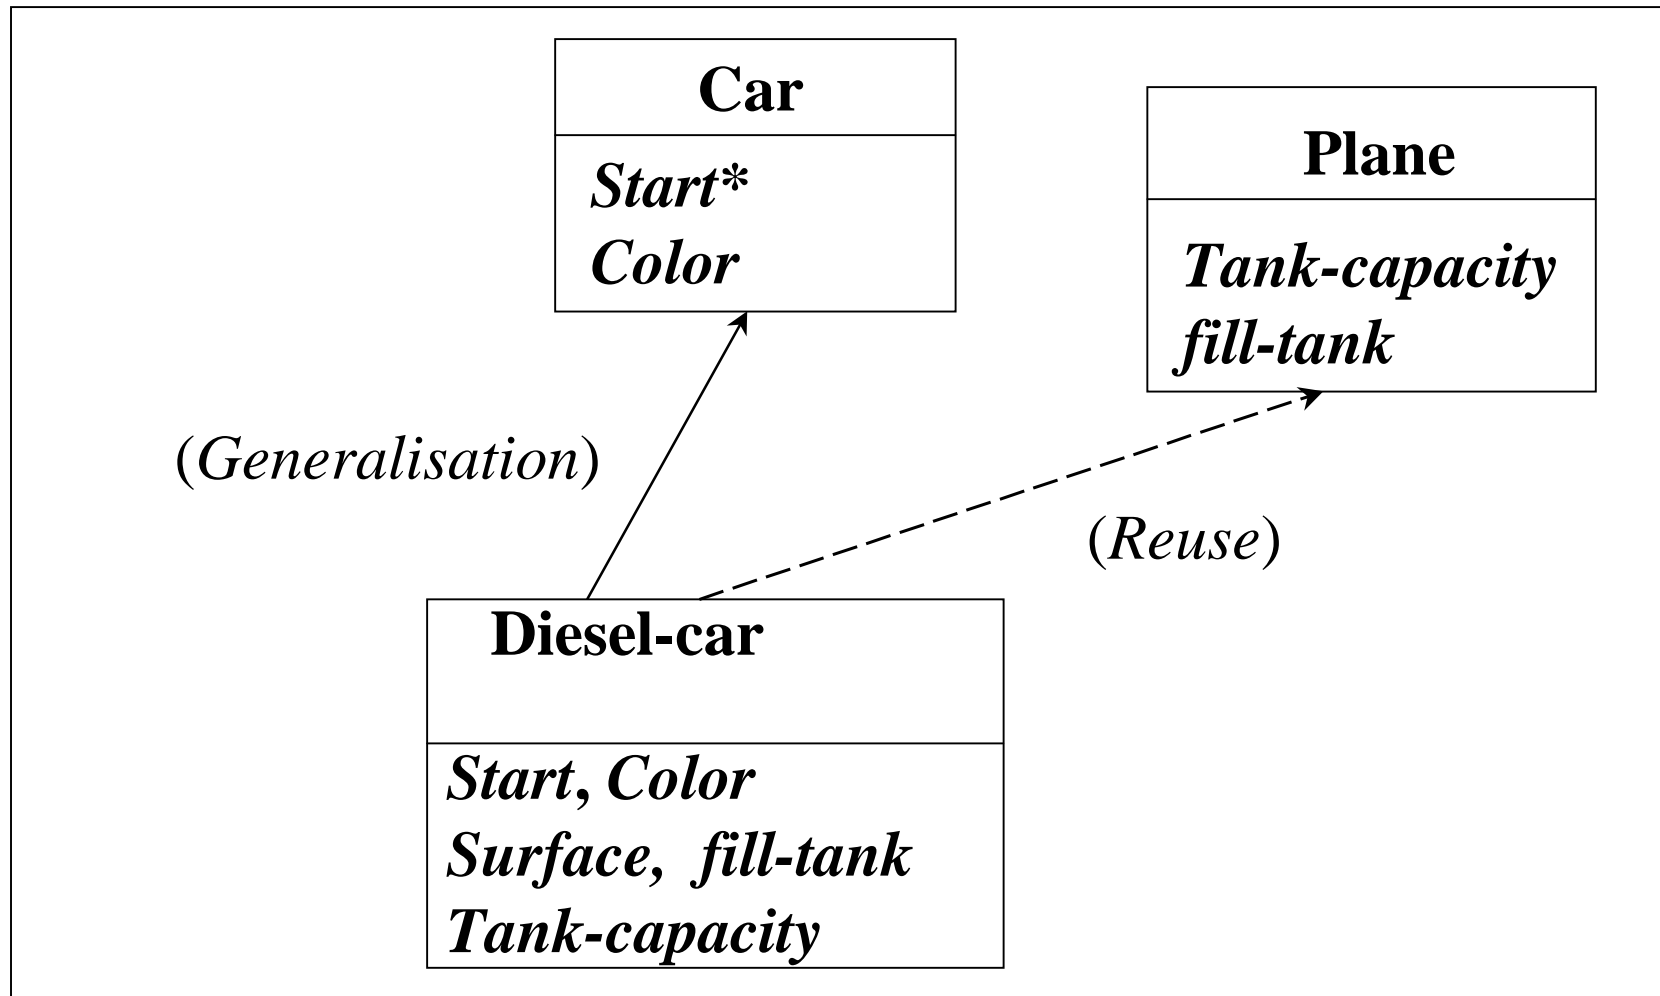 Car
Start*
Color
Plane
Tank-capacity
fill-tank
(Generalisation)
(Reuse)
Diesel-car
Start, Color
Surface, fill-tank
Tank-capacity